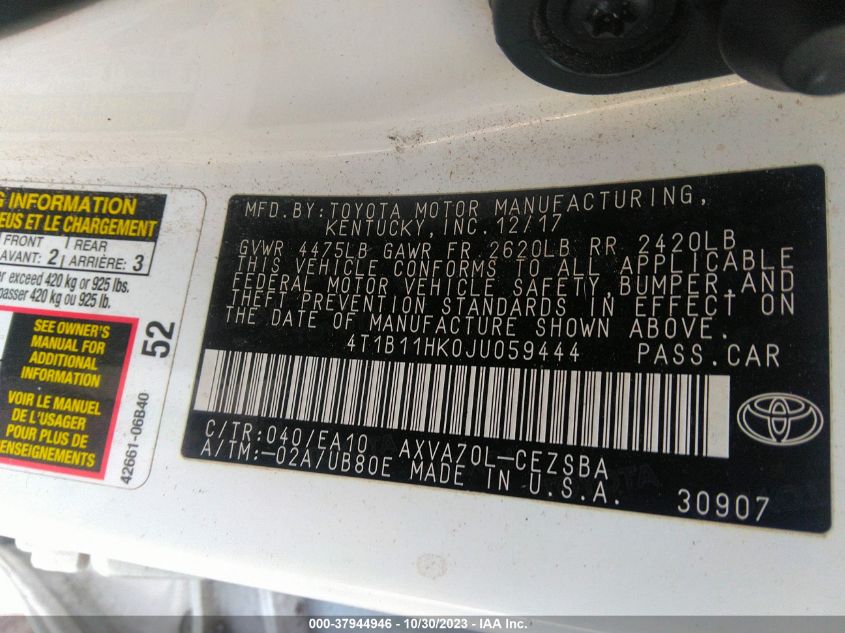 G INFORMATION
EUS ET LE CHARGEMENT
FRONT REAR
AVANT: 2 ARRIÈRE: 3
er exceed 420 kg or 925 lbs.
passer 420 kg ou 925 lb.
SEE OWNER'S
MANUAL FOR
ADDITIONAL
INFORMATION
VOIR LE MANUEL
DE L'USAGER
POUR PLUS DE
RENSEIGNEMENTS
52
42661-06B40
MFD.BY:TOYOTA MOTOR MANUFACTURING,
KENTUCKY, INC. 12/17
GVWR 4475LB GAWR FR 2620LB RR 2420LB
THIS VEHICLE CONFORMS TO ALL APPLICABLE
FEDERAL MOTOR VEHICLE SAFETY, BUMPER, AND
THEFT PREVENTION STANDARDS IN EFFECT ON
THE DATE OF MANUFACTURE SHOWN ABOVE.
4T1B11HK0JU059444 PASS.CAR
C/TR:040/EA10 AXVA70L-CEZSBA
A/TM:-02A/UB80E MADE IN U.S.A.
30907
000-37944946 - 10/30/2023 - IAA Inc.